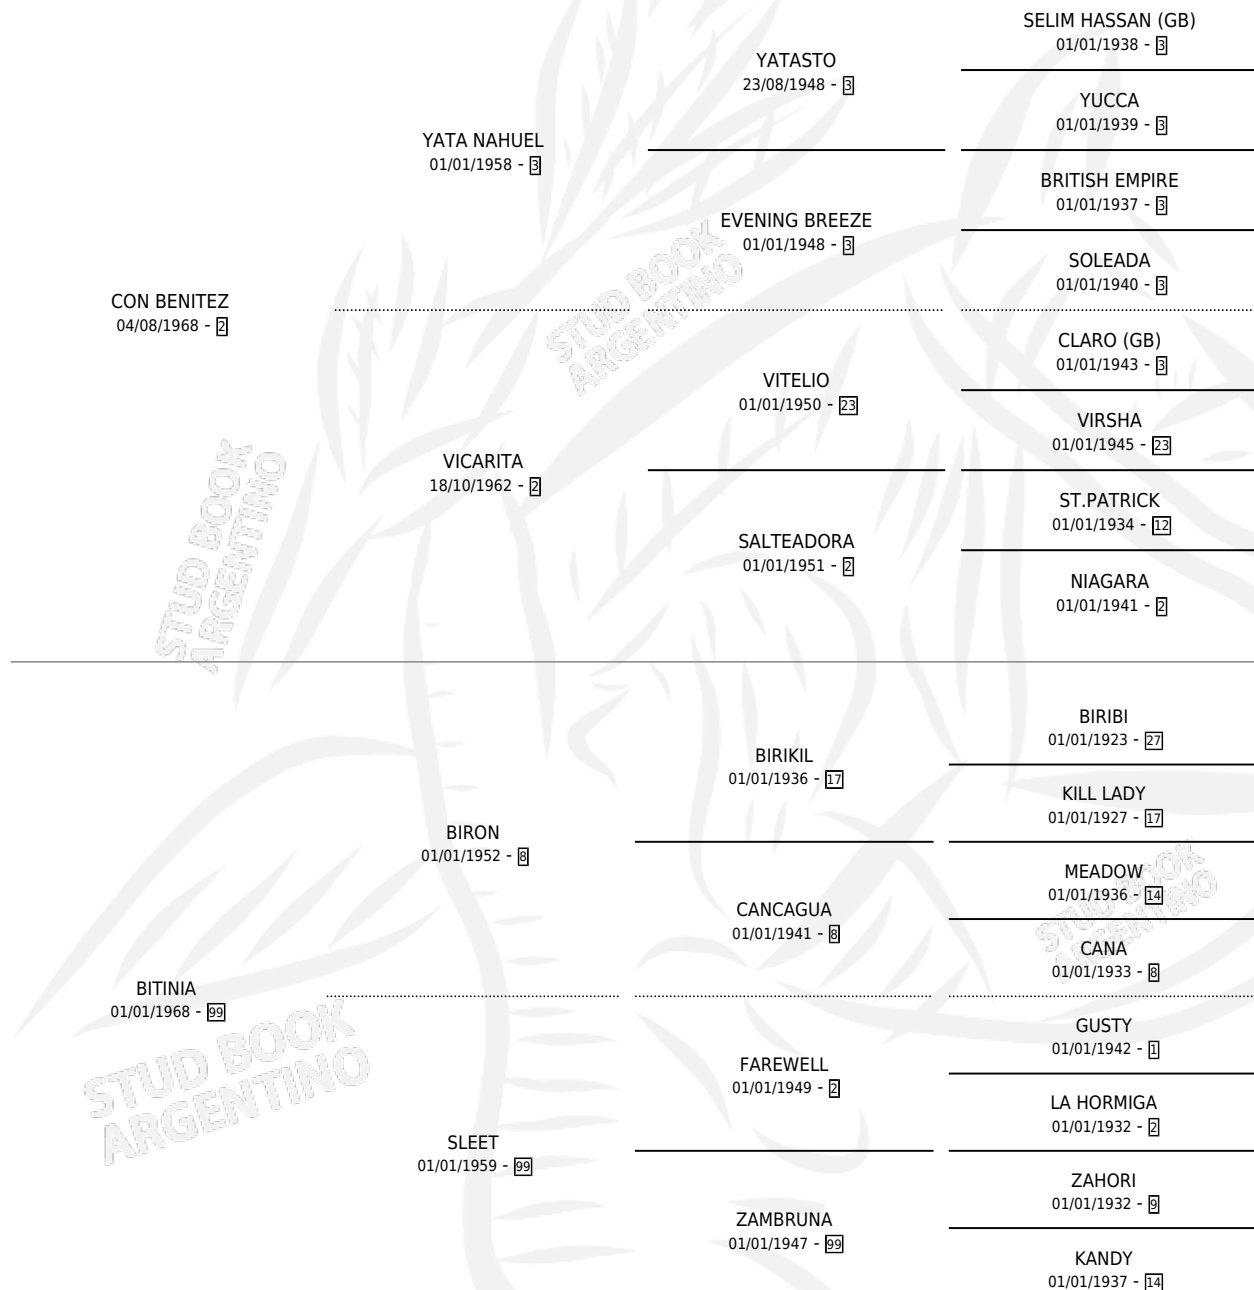 SELIM HASSAN (GB)
01/01/1938 - 3
YATASTO
23/08/1948 - 3
YUCCA
01/01/1939 - 3
YATA NAHUEL
01/01/1958 - 3
BRITISH EMPIRE
01/01/1937 - 3
EVENING BREEZE
01/01/1948 - 3
SOLEADA
01/01/1940 - 3
CON BENITEZ
04/08/1968 - 2
CLARO (GB)
01/01/1943 - 3
VITELIO
01/01/1950 - 23
VIRSHA
01/01/1945 - 23
VICARITA
18/10/1962 - 2
ST.PATRICK
01/01/1934 - 12
SALTEADORA
01/01/1951 - 2
NIAGARA
01/01/1941 - 2
BIRIBI
01/01/1923 - 27
BIRIKIL
01/01/1936 - 17
KILL LADY
01/01/1927 - 17
BIRON
01/01/1952 - 8
MEADOW
01/01/1936 - 14
CANCAGUA
01/01/1941 - 8
CANA
01/01/1933 - 8
BITINIA
01/01/1968 - 99
GUSTY
01/01/1942 - 1
FAREWELL
01/01/1949 - 2
LA HORMIGA
01/01/1932 - 2
SLEET
01/01/1959 - 99
ZAHORI
01/01/1932 - 9
ZAMBRUNA
01/01/1947 - 99
KANDY
01/01/1937 - 14
STUD BOOK
ARGENTINO
STUD BOOK
ARGENTINO
STUD BOOK
ARGENTINO
STUD BOOK
ARGENTINO